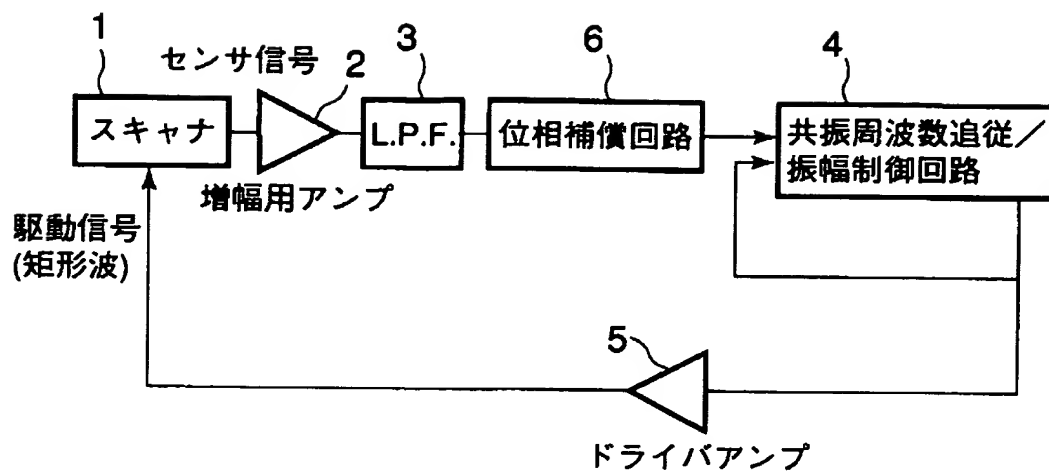 1
センサ信号
2
3
6
4
スキャナ
L.P.F.
位相補償回路
共振周波数追従／
振幅制御回路
増幅用アンプ
駆動信号
(矩形波)
5
ドライバアンプ